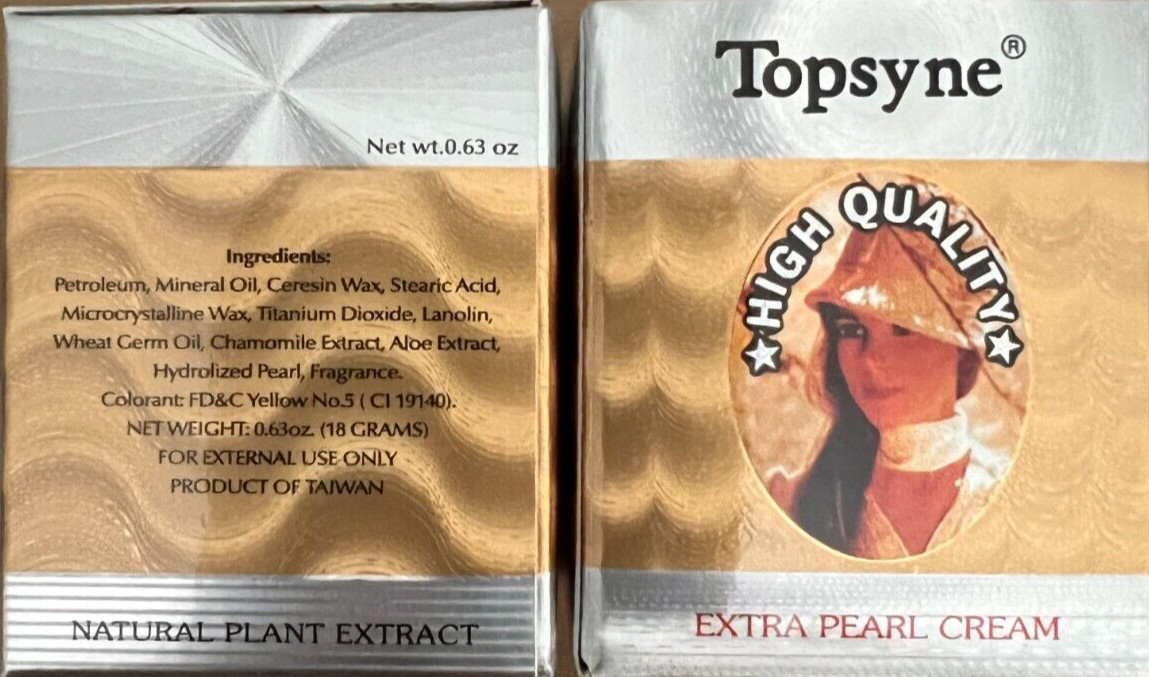 Net wt.0.63 oz
Ingredients:
Petroleum, Mineral Oil, Ceresin Wax, Stearic Acid,
Microcrystalline Wax, Titanium Dioxide, Lanolin,
Wheat Germ Oil, Chamomile Extract, Aloe Extract,
Hydrolized Pearl, Fragrance.
Colorant: FD&C Yellow No.5 ( CI 19140).
NET WEIGHT: 0.63oz. (18 GRAMS)
FOR EXTERNAL USE ONLY
PRODUCT OF TAIWAN
NATURAL PLANT EXTRACT
Topsyne®
★HIGH QUALITY★
EXTRA PEARL CREAM